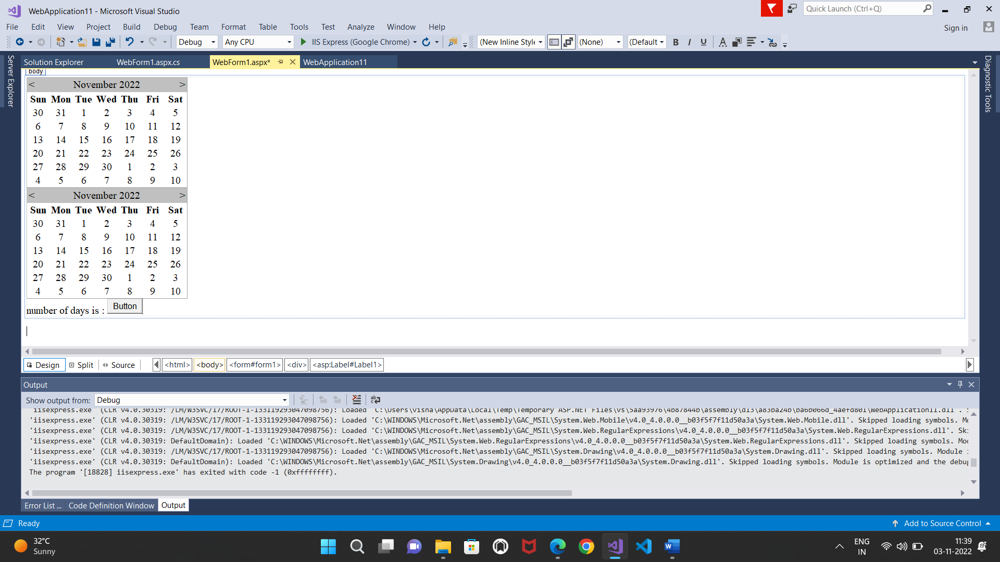 WebApplication11 - Microsoft Visual Studio
Quick Launch (Ctrl+Q)
File Edit View Project Build Debug Team Format Table Tools Test Analyze Window Help
Sign in
Debug Any CPU IIS Express (Google Chrome) (New Inline Style (None) (Default B I U
Server Explorer
Solution Explorer WebForm1.aspx.cs WebForm1.aspx* WebApplication11
Diagnostic Tools
body
< November 2022 >
Sun Mon Tue Wed Thu Fri Sat
30 31 1 2 3 4 5
6 7 8 9 10 11 12
13 14 15 16 17 18 19
20 21 22 23 24 25 26
27 28 29 30 1 2 3
4 5 6 7 8 9 10
< November 2022 >
Sun Mon Tue Wed Thu Fri Sat
30 31 1 2 3 4 5
6 7 8 9 10 11 12
13 14 15 16 17 18 19
20 21 22 23 24 25 26
27 28 29 30 1 2 3
4 5 6 7 8 9 10
number of days is : Button
Design Split Source <html> <body> <form#form1> <div> <asp:Label#Label1>
Output
Show output from: Debug
'iisexpress.exe' (CLR v4.0.30319: /LM/W3SVC/17/ROOT-1-133119293047098756): Loaded 'C:\Users\visha\AppData\Local\Temp\Temporary ASP.NET Files\vs\5aa93976\4b87844b\assembly\dl3\a83ba24b\ba6b066d_4aefd801\WebApplication11.dll'.
'iisexpress.exe' (CLR v4.0.30319: /LM/W3SVC/17/ROOT-1-133119293047098756): Loaded 'C:\WINDOWS\Microsoft.Net\assembly\GAC_MSIL\System.Web.Mobile\v4.0_4.0.0.0__b03f5f7f11d50a3a\System.Web.Mobile.dll'. Skipped loading symbols. Mo
'iisexpress.exe' (CLR v4.0.30319: /LM/W3SVC/17/ROOT-1-133119293047098756): Loaded 'C:\WINDOWS\Microsoft.Net\assembly\GAC_MSIL\System.Web.RegularExpressions\v4.0_4.0.0.0__b03f5f7f11d50a3a\System.Web.RegularExpressions.dll'. Ski
'iisexpress.exe' (CLR v4.0.30319: DefaultDomain): Loaded 'C:\WINDOWS\Microsoft.Net\assembly\GAC_MSIL\System.Web.RegularExpressions\v4.0_4.0.0.0__b03f5f7f11d50a3a\System.Web.RegularExpressions.dll'. Skipped loading symbols. Mod
'iisexpress.exe' (CLR v4.0.30319: /LM/W3SVC/17/ROOT-1-133119293047098756): Loaded 'C:\WINDOWS\Microsoft.Net\assembly\GAC_MSIL\System.Drawing\v4.0_4.0.0.0__b03f5f7f11d50a3a\System.Drawing.dll'. Skipped loading symbols. Module i
'iisexpress.exe' (CLR v4.0.30319: DefaultDomain): Loaded 'C:\WINDOWS\Microsoft.Net\assembly\GAC_MSIL\System.Drawing\v4.0_4.0.0.0__b03f5f7f11d50a3a\System.Drawing.dll'. Skipped loading symbols. Module is optimized and the debug
The program '[18828] iisexpress.exe' has exited with code -1 (0xffffffff).
Error List ... Code Definition Window Output
Ready
Add to Source Control
32°C
Sunny
ENG
IN
11:39
03-11-2022